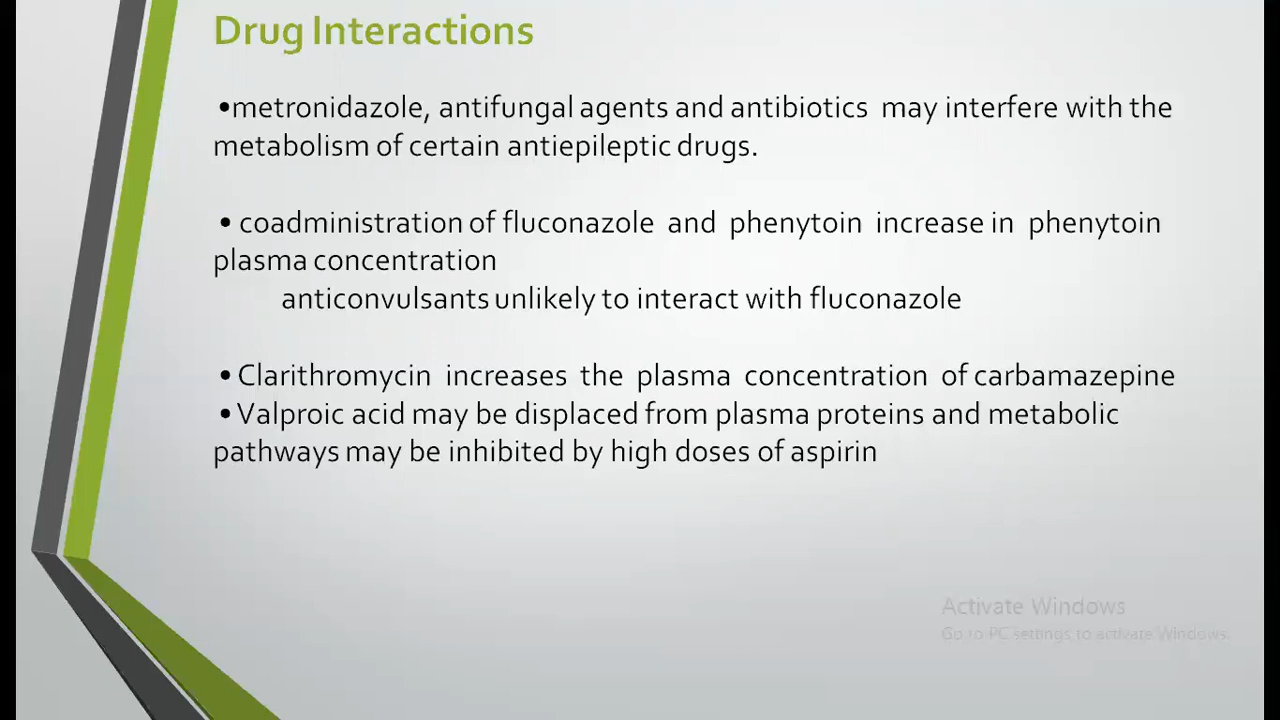 Drug Interactions
•metronidazole, antifungal agents and antibiotics may interfere with the
metabolism of certain antiepileptic drugs.
• coadministration of fluconazole and phenytoin increase in phenytoin
plasma concentration
anticonvulsants unlikely to interact with fluconazole
• Clarithromycin increases the plasma concentration of carbamazepine
• Valproic acid may be displaced from plasma proteins and metabolic
pathways may be inhibited by high doses of aspirin
Activate Windows
Go to PC settings to activate Windows.